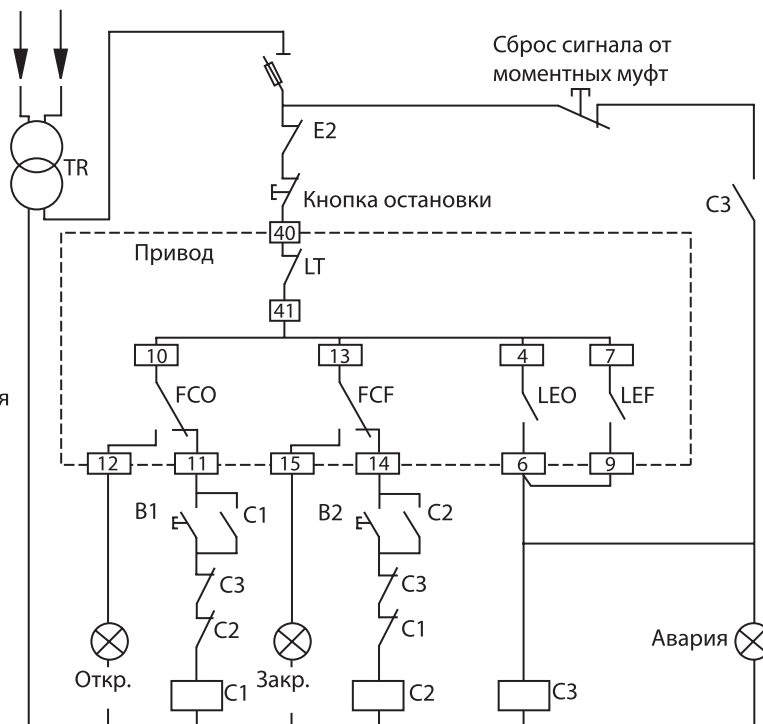 Сброс сигнала от
моментных муфт
E2
TR
Кнопка остановки
C3
40
Привод
LT
41
10
13
4
7
я
FCO
FCF
LEO
LEF
12
11
15
14
6
9
B1
C1
B2
C2
C3
C3
C2
C1
Авария
Откр.
C1
Закр.
C2
C3